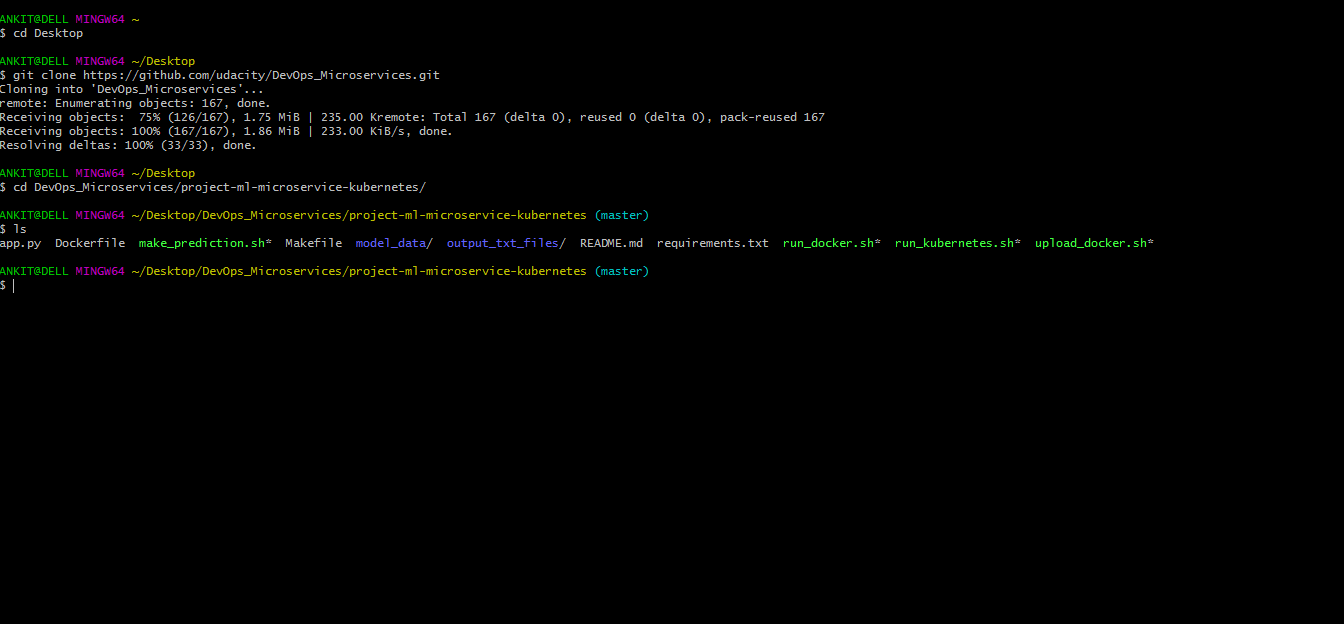 ANKIT@DELL MINGW64 ~
$ cd Desktop
ANKIT@DELL MINGW64 ~/Desktop
$ git clone https://github.com/udacity/DevOps_Microservices.git
Cloning into 'DevOps_Microservices'...
remote: Enumerating objects: 167, done.
Receiving objects:  75% (126/167), 1.75 MiB | 235.00 Kremote: Total 167 (delta 0), reused 0 (delta 0), pack-reused 167
Receiving objects: 100% (167/167), 1.86 MiB | 233.00 KiB/s, done.
Resolving deltas: 100% (33/33), done.
ANKIT@DELL MINGW64 ~/Desktop
$ cd DevOps_Microservices/project-ml-microservice-kubernetes/
ANKIT@DELL MINGW64 ~/Desktop/DevOps_Microservices/project-ml-microservice-kubernetes (master)
$ ls
app.py  Dockerfile  make_prediction.sh*  Makefile  model_data/  output_txt_files/  README.md  requirements.txt  run_docker.sh*  run_kubernetes.sh*  upload_docker.sh*
ANKIT@DELL MINGW64 ~/Desktop/DevOps_Microservices/project-ml-microservice-kubernetes (master)
$